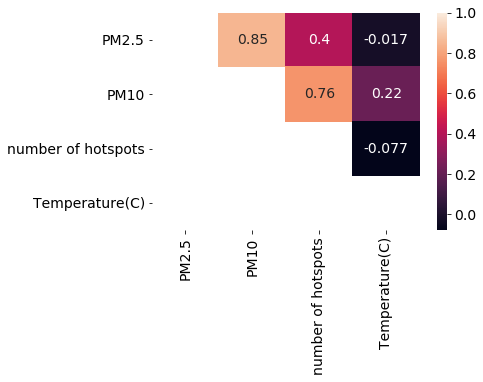 PM2.5
0.85
0.4
-0.017
PM10
0.76
0.22
number of hotspots
-0.077
Temperature(C)
PM2.5
PM10
number of hotspots
Temperature(C)
1.0
0.8
0.6
0.4
0.2
0.0